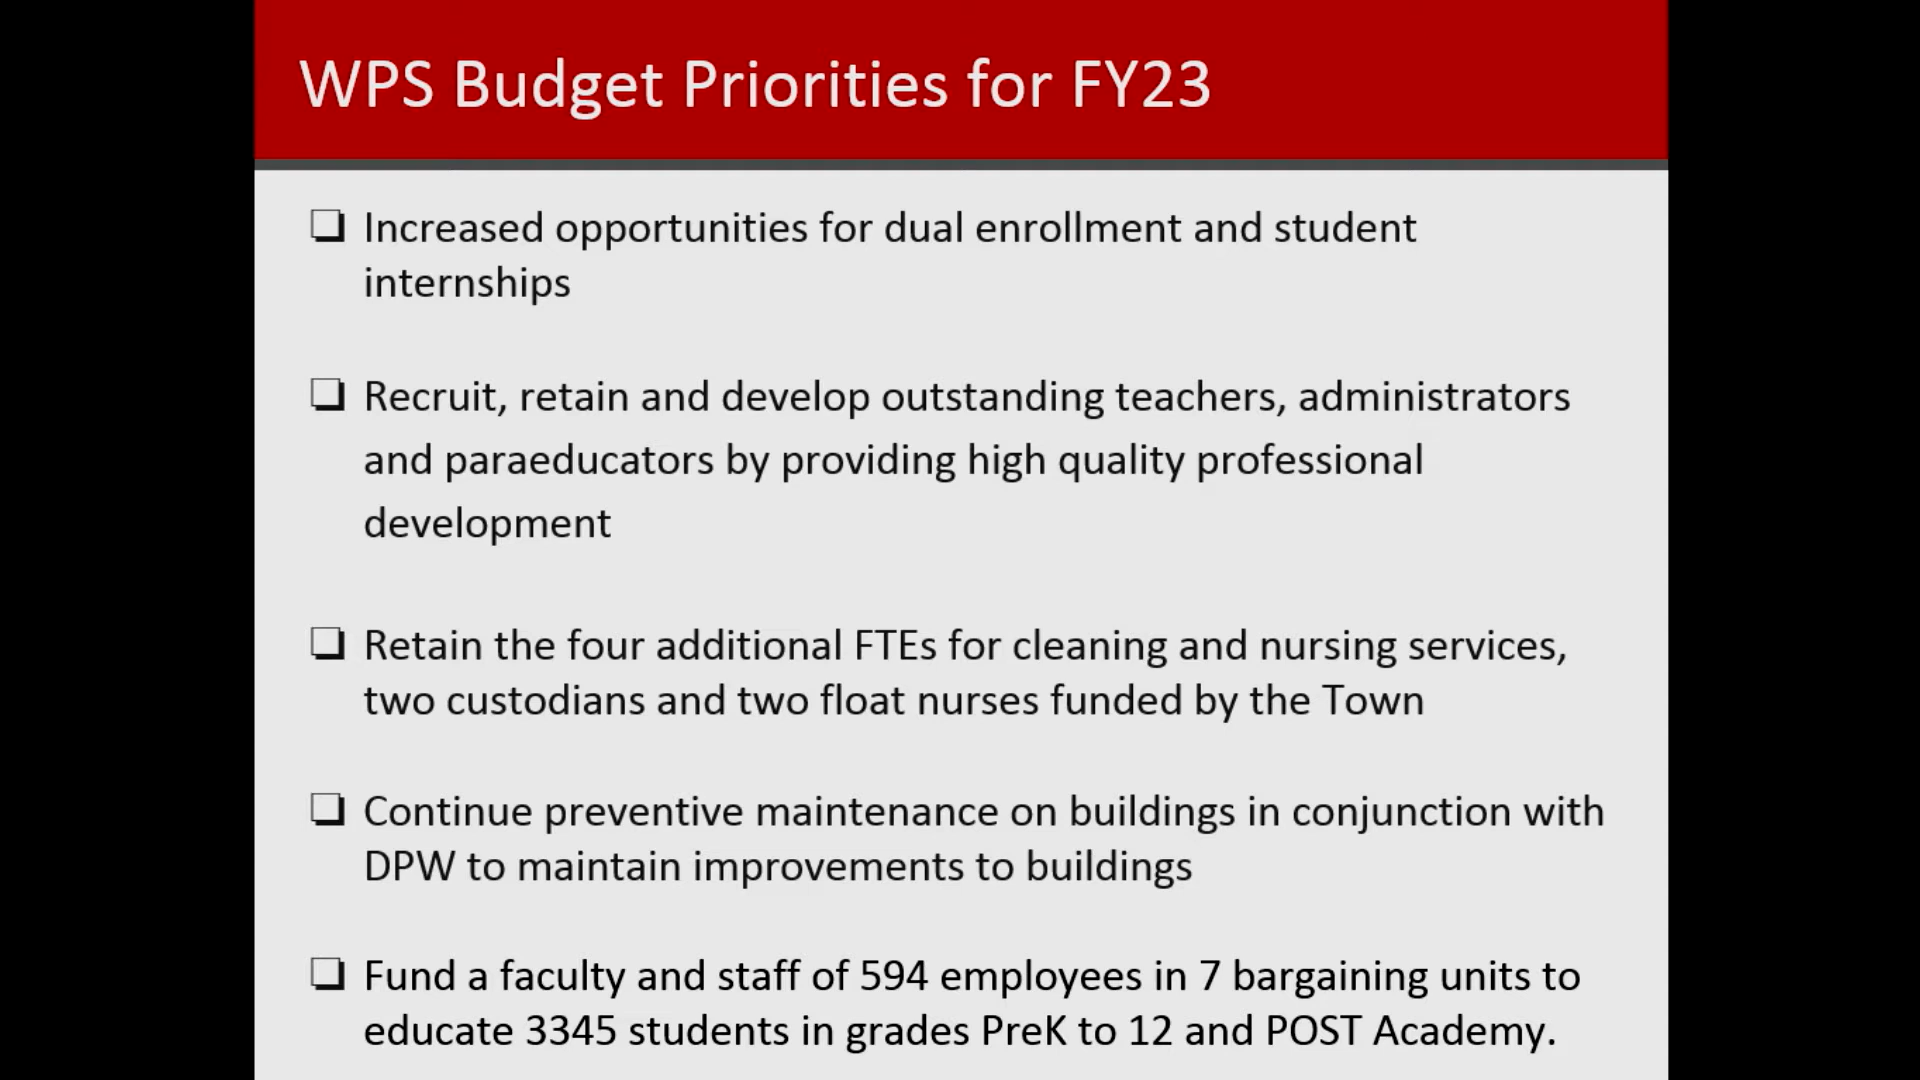 WPS Budget Priorities for FY23
❑ Increased opportunities for dual enrollment and student
internships
❑ Recruit, retain and develop outstanding teachers, administrators
and paraeducators by providing high quality professional
development
❑ Retain the four additional FTEs for cleaning and nursing services,
two custodians and two float nurses funded by the Town
❑ Continue preventive maintenance on buildings in conjunction with
DPW to maintain improvements to buildings
❑ Fund a faculty and staff of 594 employees in 7 bargaining units to
educate 3345 students in grades PreK to 12 and POST Academy.